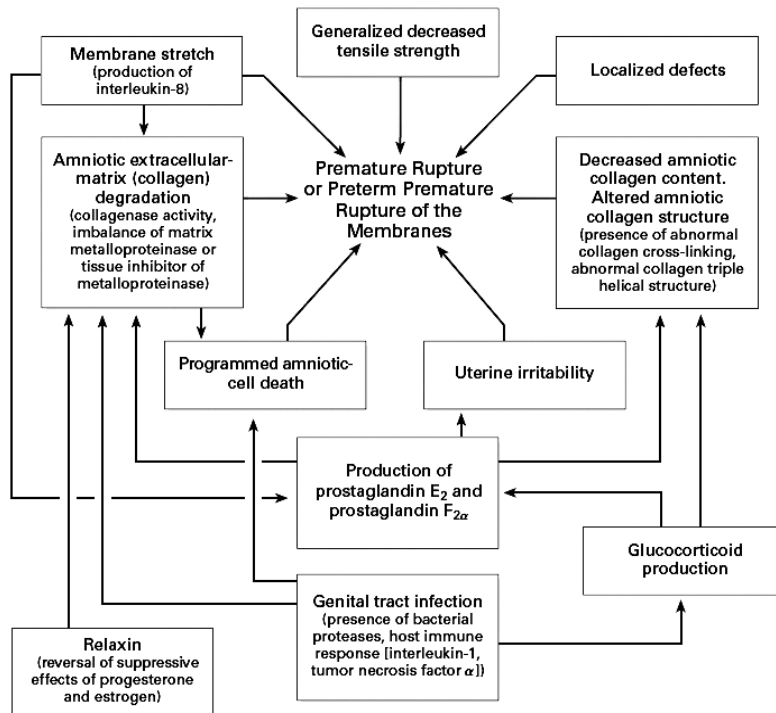 Membrane stretch
(production of
interleukin-8)
Generalized decreased
tensile strength
Localized defects
Amniotic extracellular-
matrix (collagen)
degradation
(collagenase activity,
imbalance of matrix
metalloproteinase or
tissue inhibitor of
metalloproteinase)
Premature Rupture
or Preterm Premature
Rupture of the
Membranes
Decreased amniotic
collagen content.
Altered amniotic
collagen structure
(presence of abnormal
collagen cross-linking,
abnormal collagen triple
helical structure)
Programmed amniotic-
cell death
Uterine irritability
Production of
prostaglandin E₂ and
prostaglandin F₂α
Glucocorticoid
production
Genital tract infection
(presence of bacterial
proteases, host immune
response [interleukin-1,
tumor necrosis factor α])
Relaxin
(reversal of suppressive
effects of progesterone
and estrogen)